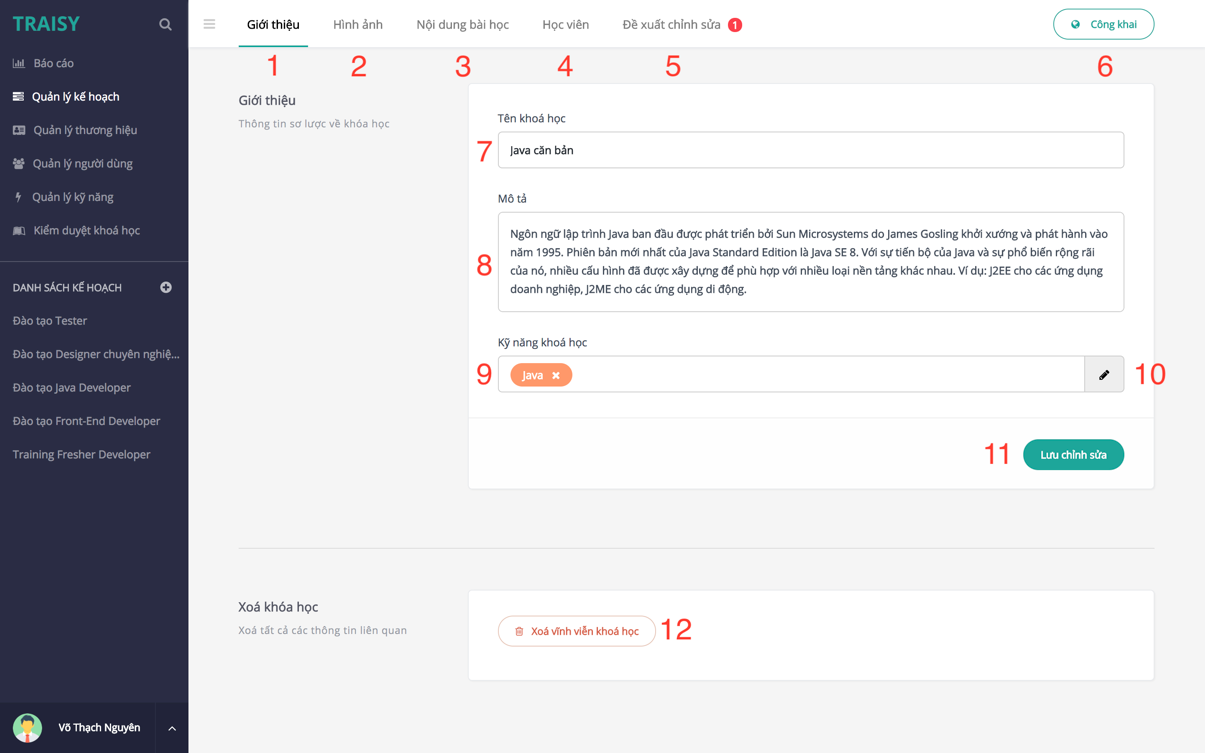 TRAISY
Báo cáo
Quản lý kế hoạch
Quản lý thương hiệu
Quản lý người dùng
Quản lý kỹ năng
Kiểm duyệt khoá học
DANH SÁCH KẾ HOẠCH
Đào tạo Tester
Đào tạo Designer chuyên nghiệ...
Đào tạo Java Developer
Đào tạo Front-End Developer
Training Fresher Developer
Võ Thạch Nguyên
Giới thiệu Hình ảnh Nội dung bài học Học viên Đề xuất chỉnh sửa 1 Công khai
1 2 3 4 5 6
Giới thiệu
Thông tin sơ lược về khóa học
Tên khoá học
7 Java căn bản
Mô tả
Ngôn ngữ lập trình Java ban đầu được phát triển bởi Sun Microsystems do James Gosling khởi xướng và phát hành vào
năm 1995. Phiên bản mới nhất của Java Standard Edition là Java SE 8. Với sự tiến bộ của Java và sự phổ biến rộng rãi
8 của nó, nhiều cấu hình đã được xây dựng để phù hợp với nhiều loại nền tảng khác nhau. Ví dụ: J2EE cho các ứng dụng
doanh nghiệp, J2ME cho các ứng dụng di động.
Kỹ năng khoá học
9 Java 10
11 Lưu chỉnh sửa
Xoá khóa học
Xoá tất cả các thông tin liên quan
Xoá vĩnh viễn khoá học 12